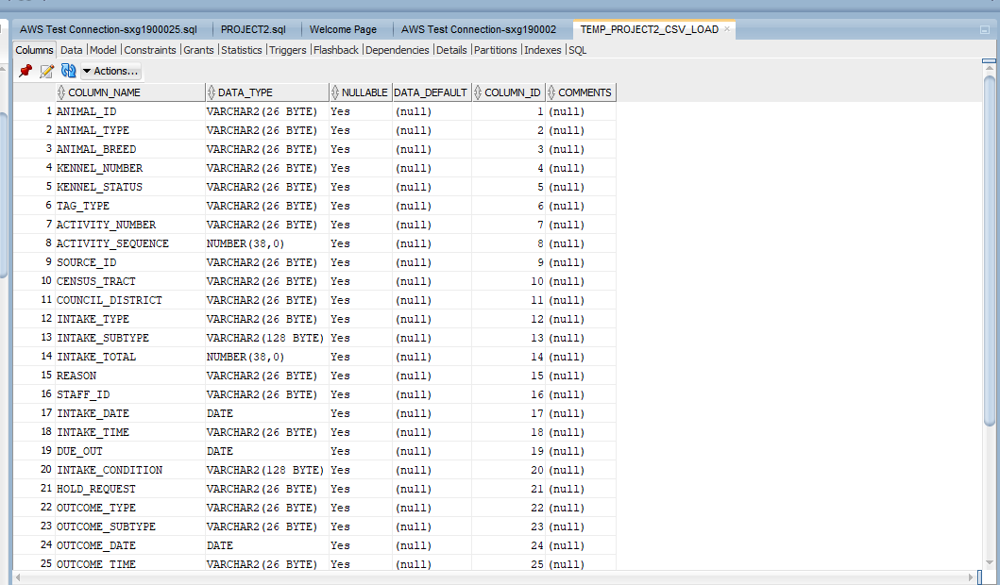 AWS Test Connection-sxg1900025.sql PROJECT2.sql Welcome Page AWS Test Connection-sxg190002 TEMP_PROJECT2_CSV_LOAD
Columns Data Model Constraints Grants Statistics Triggers Flashback Dependencies Details Partitions Indexes SQL
Actions...
COLUMN_NAME DATA_TYPE NULLABLE DATA_DEFAULT COLUMN_ID COMMENTS
1 ANIMAL_ID VARCHAR2(26 BYTE) Yes (null) 1 (null)
2 ANIMAL_TYPE VARCHAR2(26 BYTE) Yes (null) 2 (null)
3 ANIMAL_BREED VARCHAR2(26 BYTE) Yes (null) 3 (null)
4 KENNEL_NUMBER VARCHAR2(26 BYTE) Yes (null) 4 (null)
5 KENNEL_STATUS VARCHAR2(26 BYTE) Yes (null) 5 (null)
6 TAG_TYPE VARCHAR2(26 BYTE) Yes (null) 6 (null)
7 ACTIVITY_NUMBER VARCHAR2(26 BYTE) Yes (null) 7 (null)
8 ACTIVITY_SEQUENCE NUMBER(38,0) Yes (null) 8 (null)
9 SOURCE_ID VARCHAR2(26 BYTE) Yes (null) 9 (null)
10 CENSUS_TRACT VARCHAR2(26 BYTE) Yes (null) 10 (null)
11 COUNCIL_DISTRICT VARCHAR2(26 BYTE) Yes (null) 11 (null)
12 INTAKE_TYPE VARCHAR2(26 BYTE) Yes (null) 12 (null)
13 INTAKE_SUBTYPE VARCHAR2(128 BYTE) Yes (null) 13 (null)
14 INTAKE_TOTAL NUMBER(38,0) Yes (null) 14 (null)
15 REASON VARCHAR2(26 BYTE) Yes (null) 15 (null)
16 STAFF_ID VARCHAR2(26 BYTE) Yes (null) 16 (null)
17 INTAKE_DATE DATE Yes (null) 17 (null)
18 INTAKE_TIME VARCHAR2(26 BYTE) Yes (null) 18 (null)
19 DUE_OUT DATE Yes (null) 19 (null)
20 INTAKE_CONDITION VARCHAR2(128 BYTE) Yes (null) 20 (null)
21 HOLD_REQUEST VARCHAR2(26 BYTE) Yes (null) 21 (null)
22 OUTCOME_TYPE VARCHAR2(26 BYTE) Yes (null) 22 (null)
23 OUTCOME_SUBTYPE VARCHAR2(26 BYTE) Yes (null) 23 (null)
24 OUTCOME_DATE DATE Yes (null) 24 (null)
25 OUTCOME_TIME VARCHAR2(26 BYTE) Yes (null) 25 (null)